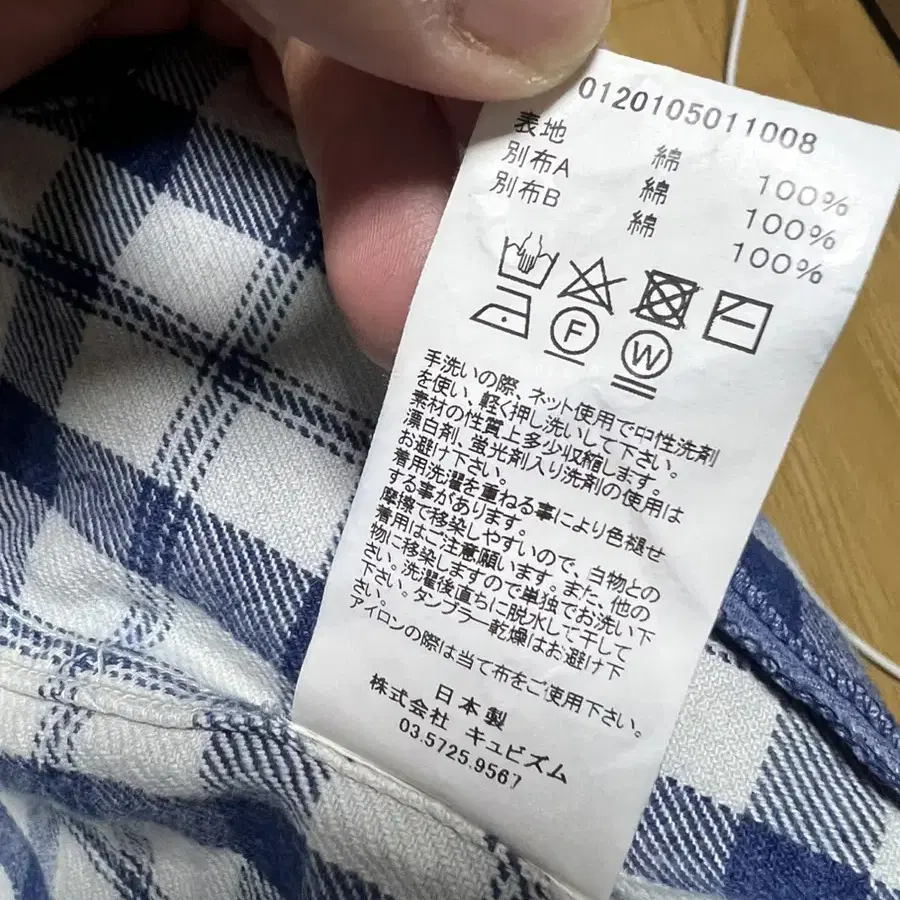 0120105011008
表地 綿 100%
別布A 綿 100%
別布B 綿 100%
F W
手洗いの際、ネット使用で中性洗剤
を使い、軽く押し洗いして下さい。
素材の性質上多少収縮します。
漂白剤、蛍光剤入り洗剤の使用は
お避け下さい。
着用洗濯を重ねる事により色褪せ
する事があります。
摩擦で移染しやすいので、白物との
着用はご注意願います。また、他の
物に移染しますので単独でお洗い下
さい。洗濯後直ちに脱水して干して
下さい。タンブラー乾燥はお避け下
さい。
アイロンの際は当て布をご使用下さい。
日本製
株式会社 キュビズム
03.5725.9567